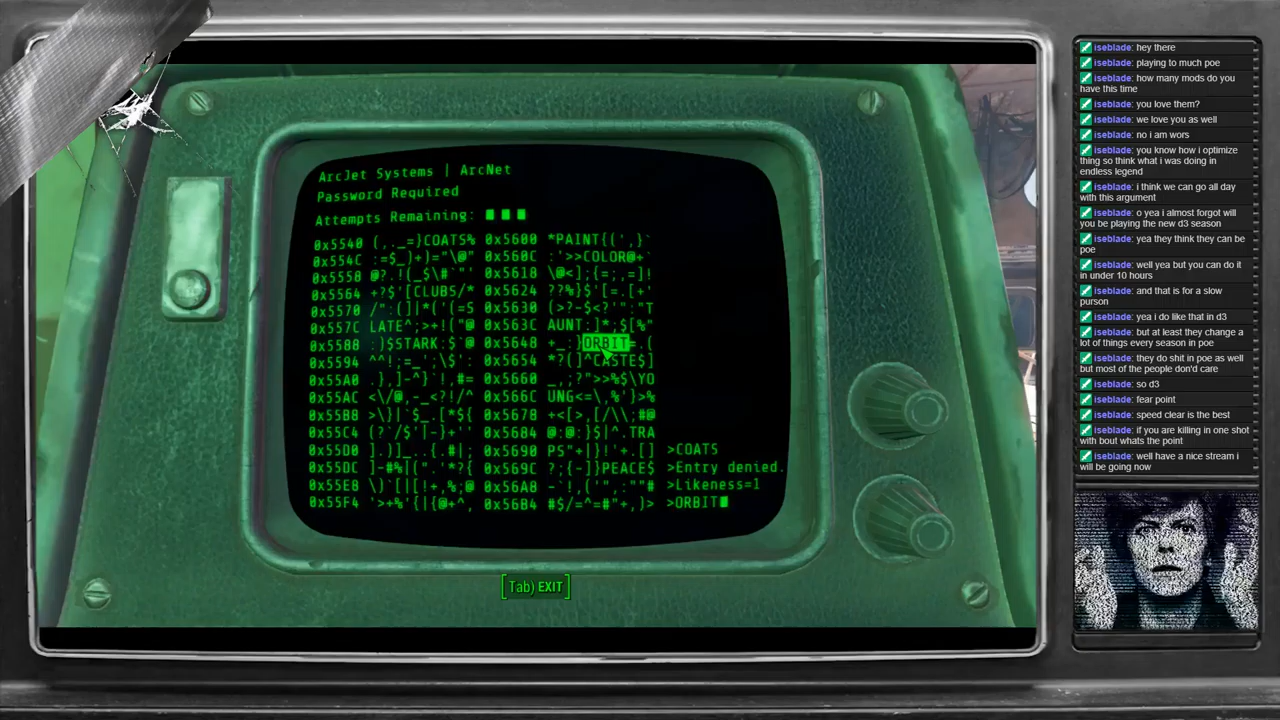 ArcJet Systems | ArcNet
Password Required
Attempts Remaining: ■ ■ ■
0x5540 (,._=)COATS% 0x5600 *PAINT{(',}`
0x554C :=$_)+)="\@" 0x560C :'>>COLOR@+`
0x5558 @?.!(_$\#`"' 0x5618 \@<];{=;,=]!
0x5564 +?$'[CLUBS/* 0x5624 ??%}$'[=.[+'
0x5570 /":(]|*('(=S 0x5630 (>?-$<?'":"T
0x557C LATE^;>+!("@ 0x563C AUNT:]*;$[%"
0x5588 :)$STARK:$`@ 0x5648 +_:}ORBIT=.(
0x5594 ^^!;=_';\$': 0x5654 *?(]^CASTE$]
0x55A0 .},]-^}`!,#= 0x5660 _,;?">>%$\YO
0x55AC <\/@,-_<?!/^ 0x566C UNG<=\,%'}>%
0x55B8 >\}|`$_.[*${ 0x5678 +<[>,[/\\;#@
0x55C4 (?`/$'|-}+'' 0x5684 @:@:}$|^.TRA
0x55D0 ].)]_..{.#|; 0x5690 PS"+|}!'+.[] >COATS
0x55DC ]-#%|(".'*?{ 0x569C ?;{-]}PEACE$ >Entry denied.
0x55E8 \]`[|[!+,%;@ 0x56A8 -`!,('",:""# >Likeness=1
0x55F4 '>+%'{|{@+^, 0x56B4 #$/=^=#"+,)> >ORBIT■
[Tab) EXIT]
iseblade: hey there
iseblade: playing to much poe
iseblade: how many mods do you
have this time
iseblade: you love them?
iseblade: we love you as well
iseblade: no i am wors
iseblade: you know how i optimize
thing so think what i was doing in
endless legend
iseblade: i think we can go all day
with this argument
iseblade: o yea i almost forgot will
you be playing the new d3 season
iseblade: yea they think they can be
poe
iseblade: well yea but you can do it
in under 10 hours
iseblade: and that is for a slow
purson
iseblade: yea i do like that in d3
iseblade: but at least they change a
lot of things every season in poe
iseblade: they do shit in poe as well
but most of the people don't care
iseblade: so d3
iseblade: fear point
iseblade: speed clear is the best
iseblade: if you are killing in one shot
with bout whats the point
iseblade: well have a nice stream i
will be going now